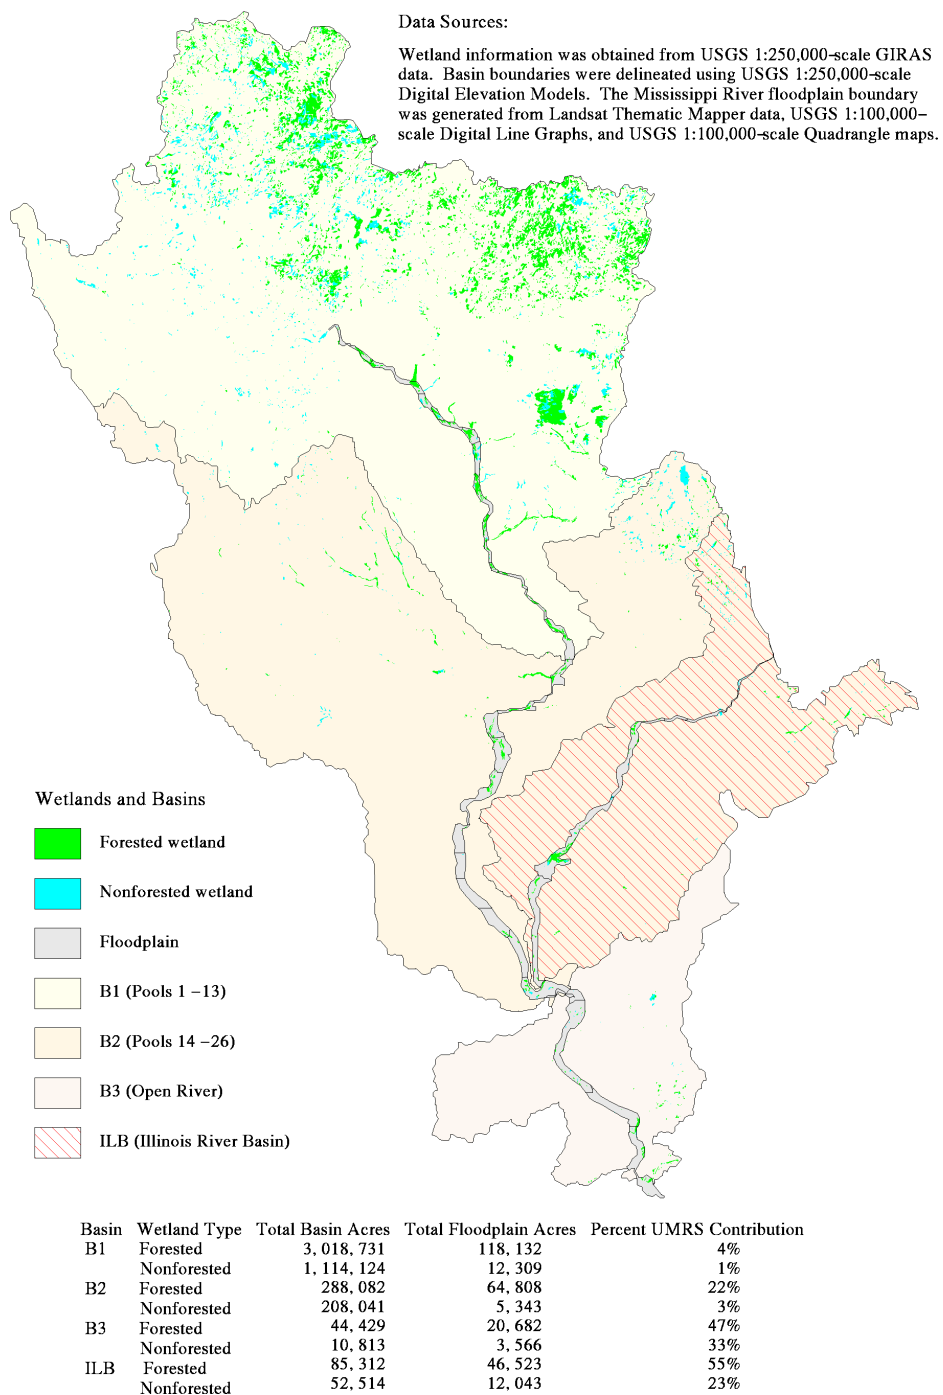 Data Sources:
Wetland information was obtained from USGS 1:250,000-scale GIRAS
data. Basin boundaries were delineated using USGS 1:250,000-scale
Digital Elevation Models. The Mississippi River floodplain boundary
was generated from Landsat Thematic Mapper data, USGS 1:100,000-
scale Digital Line Graphs, and USGS 1:100,000-scale Quadrangle maps.
Wetlands and Basins
Forested wetland
Nonforested wetland
Floodplain
B1 (Pools 1 -13)
B2 (Pools 14 -26)
B3 (Open River)
ILB (Illinois River Basin)
Basin Wetland Type Total Basin Acres Total Floodplain Acres Percent UMRS Contribution
B1 Forested 3, 018, 731 118, 132 4%
Nonforested 1, 114, 124 12, 309 1%
B2 Forested 288, 082 64, 808 22%
Nonforested 208, 041 5, 343 3%
B3 Forested 44, 429 20, 682 47%
Nonforested 10, 813 3, 566 33%
ILB Forested 85, 312 46, 523 55%
Nonforested 52, 514 12, 043 23%